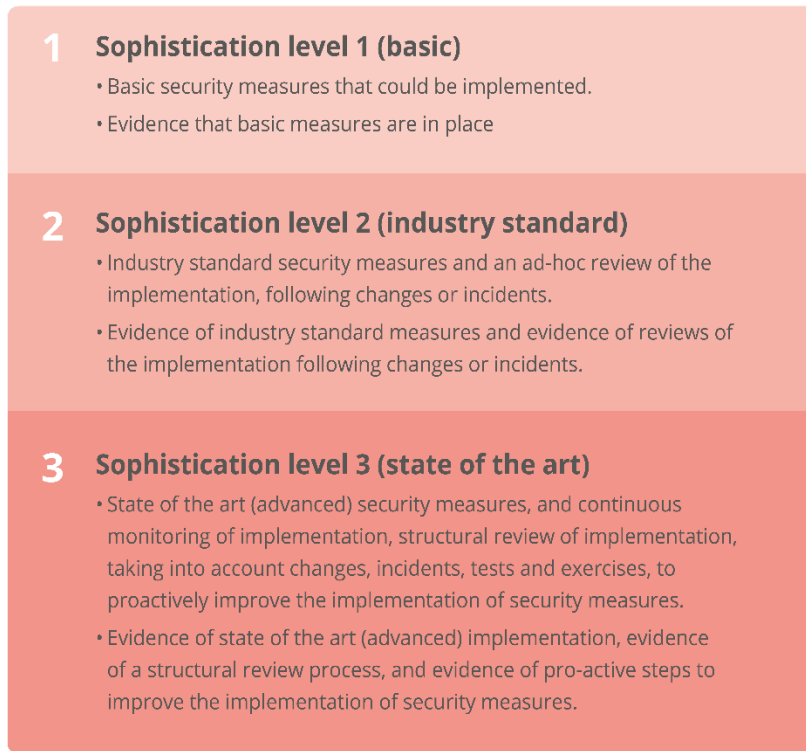 1 Sophistication level 1 (basic)
• Basic security measures that could be implemented.
• Evidence that basic measures are in place
2 Sophistication level 2 (industry standard)
• Industry standard security measures and an ad-hoc review of the
implementation, following changes or incidents.
• Evidence of industry standard measures and evidence of reviews of
the implementation following changes or incidents.
3 Sophistication level 3 (state of the art)
• State of the art (advanced) security measures, and continuous
monitoring of implementation, structural review of implementation,
taking into account changes, incidents, tests and exercises, to
proactively improve the implementation of security measures.
• Evidence of state of the art (advanced) implementation, evidence
of a structural review process, and evidence of pro-active steps to
improve the implementation of security measures.